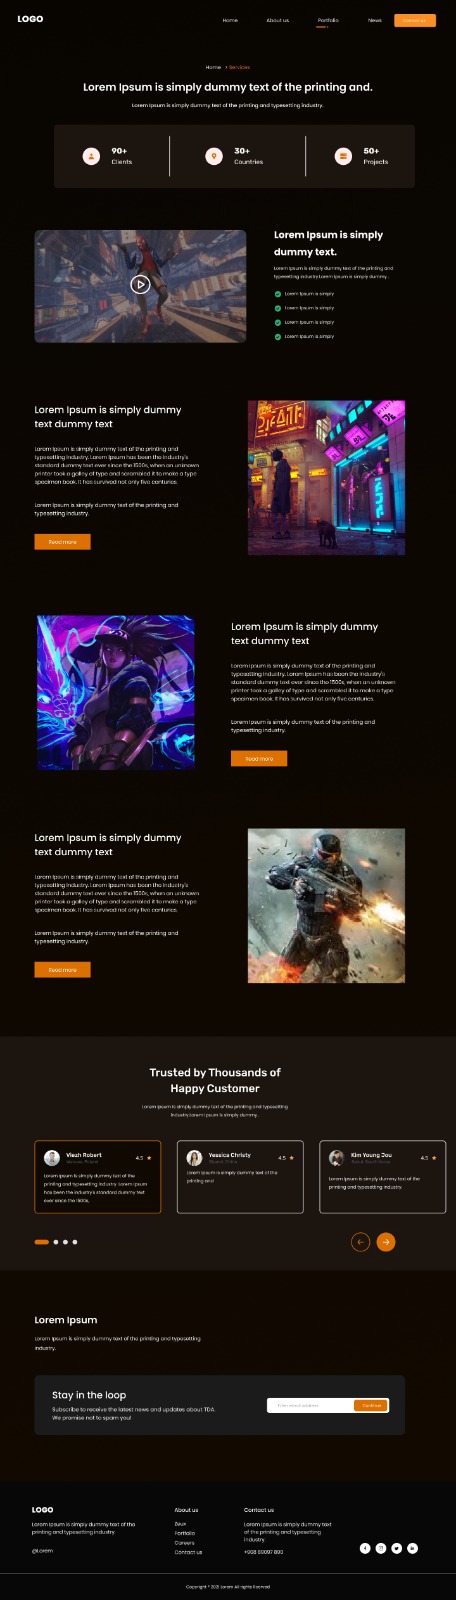 LOGO
Home About us Portfolio News Contact us
Home > Services
Lorem Ipsum is simply dummy text of the printing and.
Lorem Ipsum is simply dummy text of the printing and typesetting industry.
90+
Clients
30+
Countries
50+
Projects
Lorem Ipsum is simply
dummy text.
Lorem Ipsum is simply dummy text of the printing and
typesetting industry.Lorem Ipsum is simply dummy .
Lorem Ipsum is simply
Lorem Ipsum is simply
Lorem Ipsum is simply
Lorem Ipsum is simply
Lorem Ipsum is simply dummy
text dummy text
Lorem Ipsum is simply dummy text of the printing and
typesetting industry. Lorem Ipsum has been the industry's
standard dummy text ever since the 1500s, when an unknown
printer took a galley of type and scrambled it to make a type
specimen book. It has survived not only five centuries.
Lorem Ipsum is simply dummy text of the printing and
typesetting industry.
Read more
Lorem Ipsum is simply dummy
text dummy text
Lorem Ipsum is simply dummy text of the printing and
typesetting industry. Lorem Ipsum has been the industry's
standard dummy text ever since the 1500s, when an unknown
printer took a galley of type and scrambled it to make a type
specimen book. It has survived not only five centuries.
Lorem Ipsum is simply dummy text of the printing and
typesetting industry.
Read more
Lorem Ipsum is simply dummy
text dummy text
Lorem Ipsum is simply dummy text of the printing and
typesetting industry. Lorem Ipsum has been the industry's
standard dummy text ever since the 1500s, when an unknown
printer took a galley of type and scrambled it to make a type
specimen book. It has survived not only five centuries.
Lorem Ipsum is simply dummy text of the printing and
typesetting industry.
Read more
Trusted by Thousands of
Happy Customer
Lorem Ipsum is simply dummy text of the printing and typesetting
industry.Lorem Ipsum is simply dummy .
Viezh Robert
4.5
Lorem Ipsum is simply dummy text of the
printing and typesetting industry. Lorem Ipsum
has been the industry's standard dummy text
ever since the 1500s,
Yessica Christy
4.5
Lorem Ipsum is simply dummy text of the
printing and
Kim Young Jou
4.5
Lorem Ipsum is simply dummy text of the
printing and typesetting industry.
Lorem Ipsum
Lorem Ipsum is simply dummy text of the printing and typesetting
industry.
Stay in the loop
Subscribe to receive the latest news and updates about TDA.
We promise not to spam you!
Enter email address
Continue
LOGO
Lorem Ipsum is simply dummy text of the
printing and typesetting industry
@Lorem
About us
Zeux
Portfolio
Careers
Contact us
Contact us
Lorem Ipsum is simply dummy text
of the printing and typesetting
industry.
+908 89097 890
Copyright ® 2021 Lorem All rights Rcerved